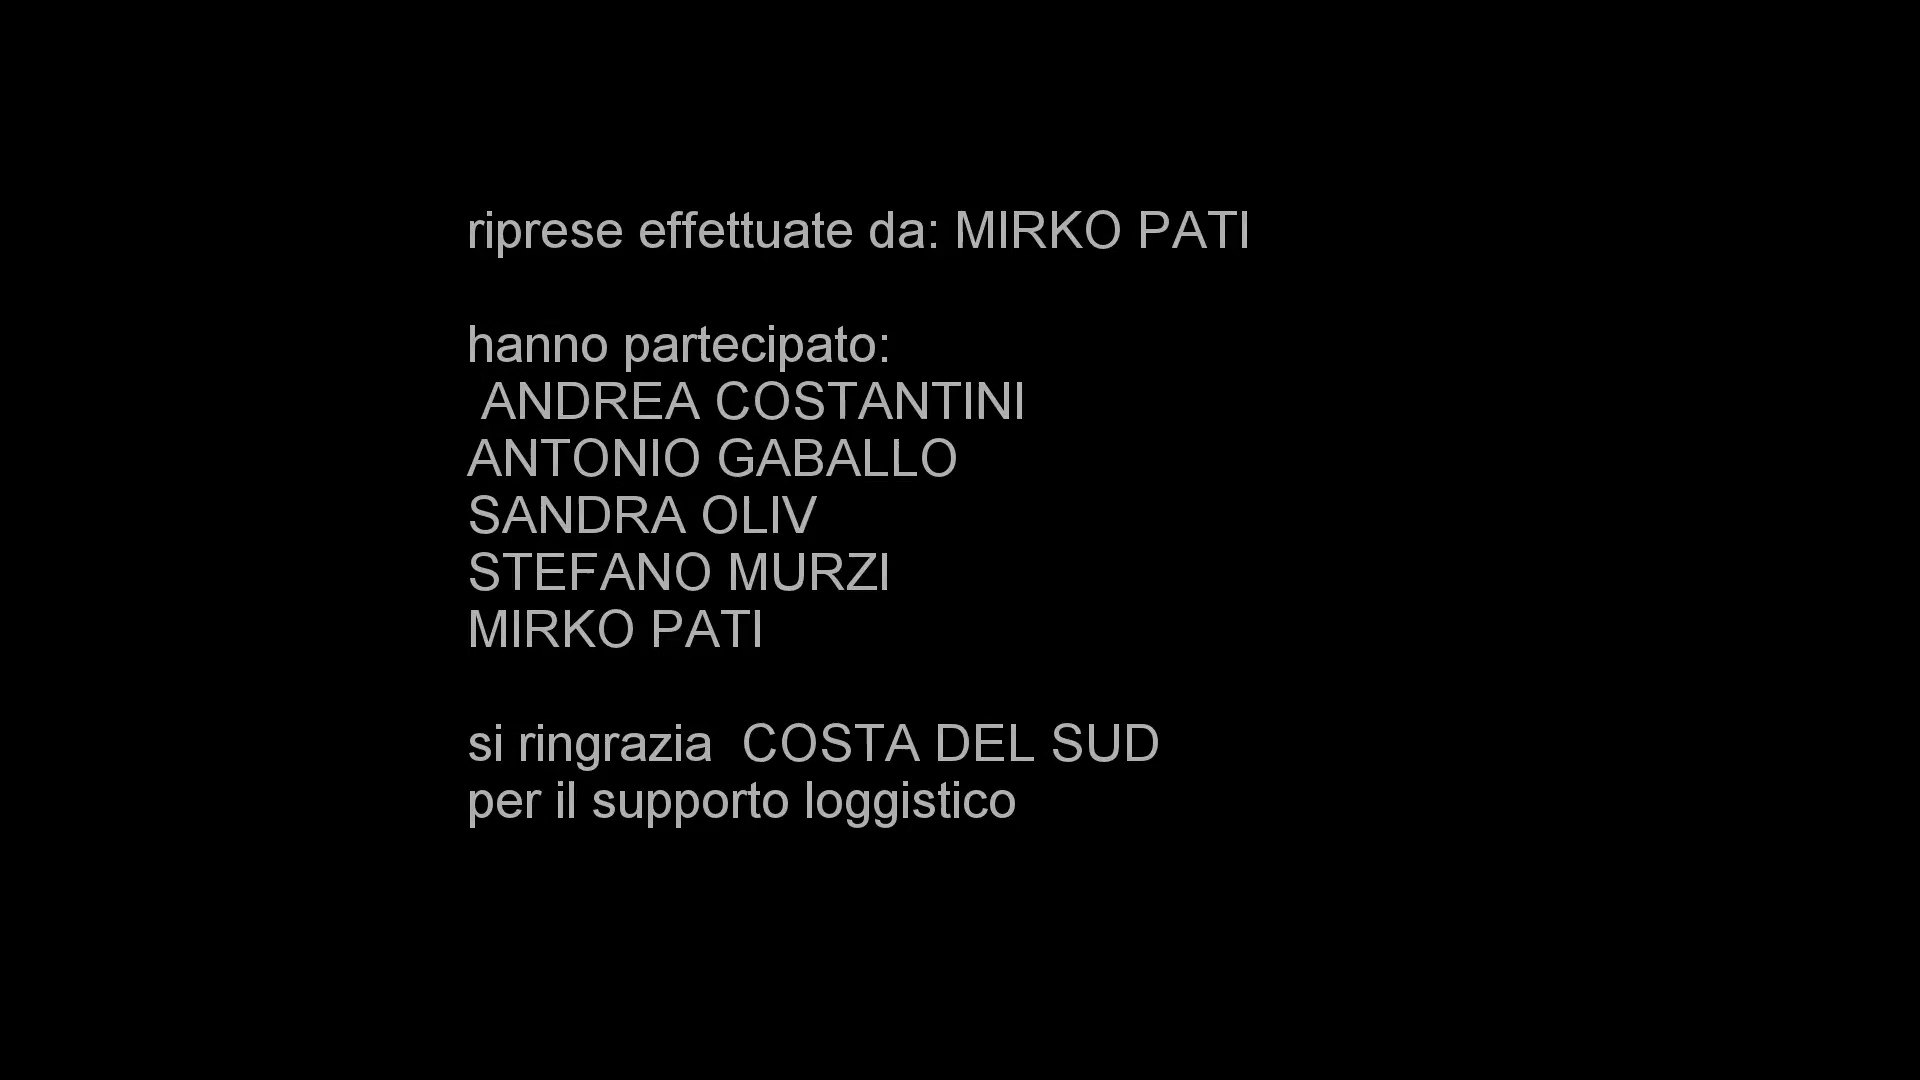 riprese effettuate da: MIRKO PATI
hanno partecipato:
ANDREA COSTANTINI
ANTONIO GABALLO
SANDRA OLIV
STEFANO MURZI
MIRKO PATI
si ringrazia  COSTA DEL SUD
per il supporto loggistico